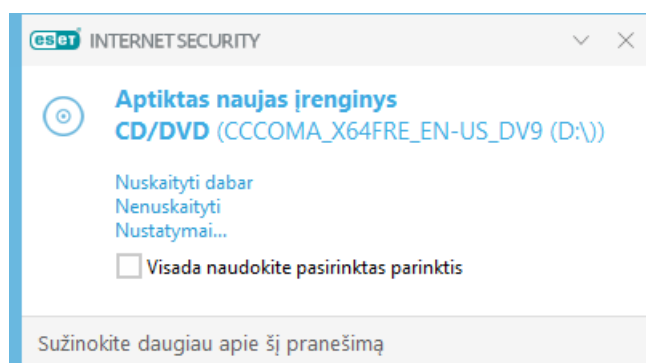 eset INTERNET SECURITY
Aptiktas naujas įrenginys
CD/DVD (CCCOMA_X64FRE_EN-US_DV9 (D:\))
Nuskaityti dabar
Nenuskaityti
Nustatymai...
Visada naudokite pasirinktas parinktis
Sužinokite daugiau apie šį pranešimą